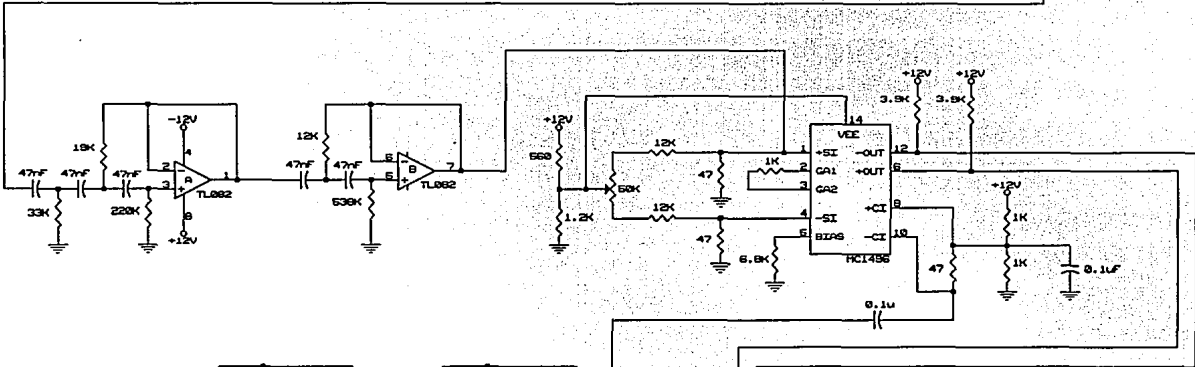 +12V
+12V
-12V
4
+12V
3.9K
3.9K
14
VEE
19K
12K
12K
1
+SI
-OUT
12
2
1
6
7
560
1K
2
GA1
+OUT
6
47nF
47nF
47nF
A
TL082
47nF
47nF
B
TL082
50K
47
3
GA2
+12V
3
5
+CI
8
1K
33K
220K
8
538K
1.2K
12K
4
-SI
+12V
47
5
BIAS
-CI
10
6.8K
MC1496
47
1K
0.1uF
0.1u